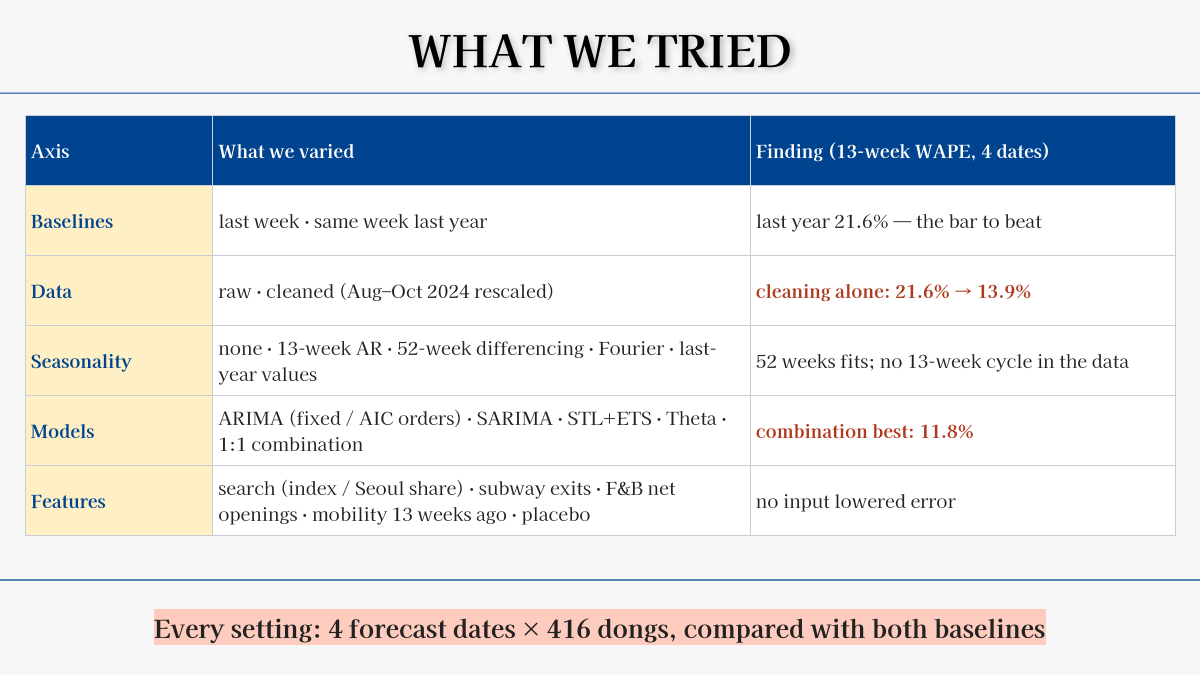 WHAT WE TRIED
Axis
What we varied
Finding (13-week WAPE, 4 dates)
Baselines
last week · same week last year
last year 21.6% — the bar to beat
Data
raw · cleaned (Aug–Oct 2024 rescaled)
cleaning alone: 21.6% → 13.9%
Seasonality
none · 13-week AR · 52-week differencing · Fourier · last-
year values
52 weeks fits; no 13-week cycle in the data
Models
ARIMA (fixed / AIC orders) · SARIMA · STL+ETS · Theta ·
1:1 combination
combination best: 11.8%
Features
search (index / Seoul share) · subway exits · F&B net
openings · mobility 13 weeks ago · placebo
no input lowered error
Every setting: 4 forecast dates × 416 dongs, compared with both baselines